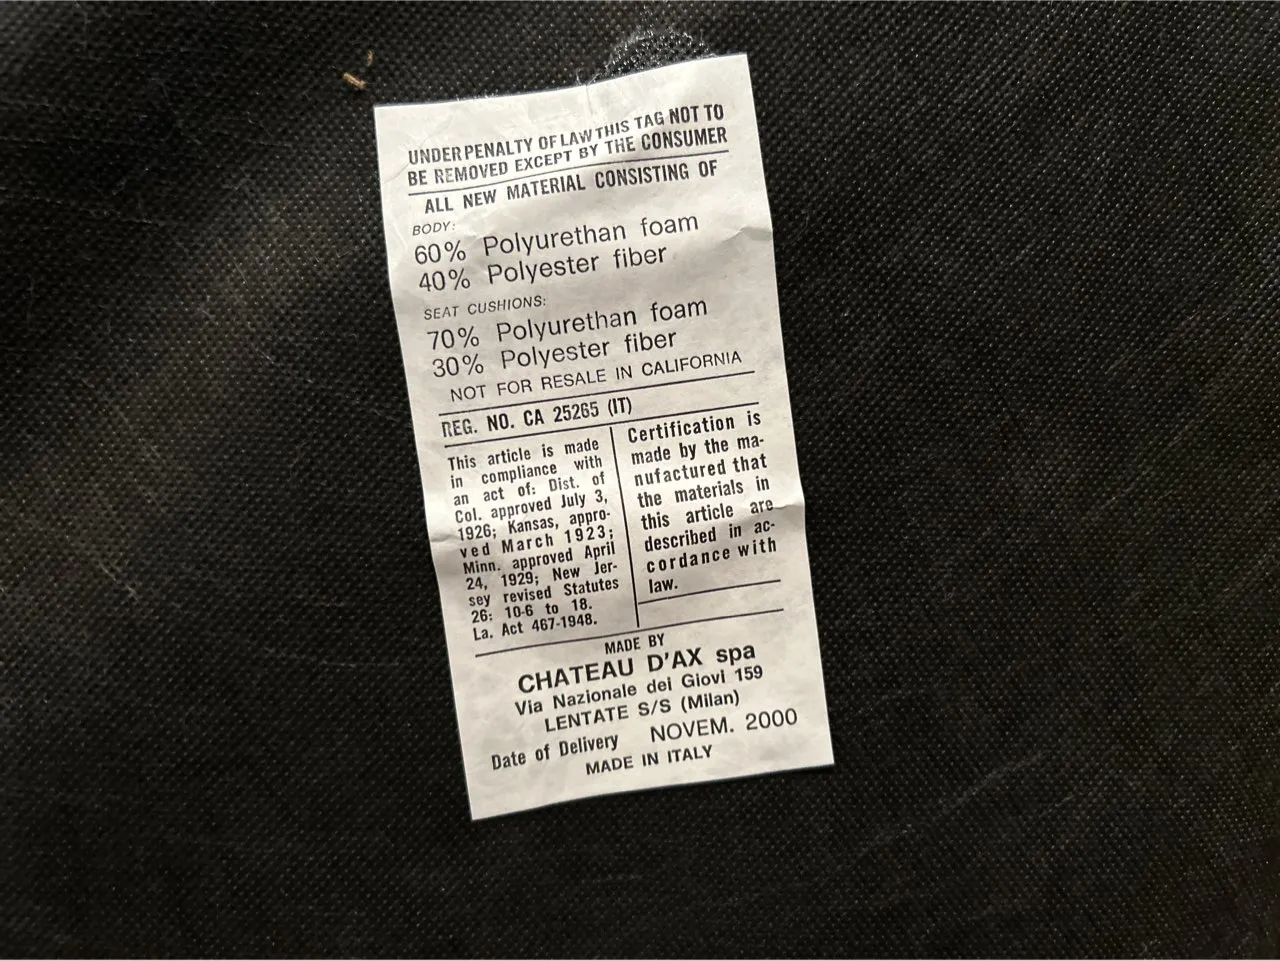 UNDER PENALTY OF LAW THIS TAG NOT TO
BE REMOVED EXCEPT BY THE CONSUMER
ALL NEW MATERIAL CONSISTING OF
BODY:
60% Polyurethan foam
40% Polyester fiber
SEAT CUSHIONS:
70% Polyurethan foam
30% Polyester fiber
NOT FOR RESALE IN CALIFORNIA
REG. NO. CA 25265 (IT)
This article is made
in compliance with
an act of: Dist. of
Col. approved July 3,
1926; Kansas, appro-
ved March 1923;
Minn. approved April
24, 1929; New Jer-
sey revised Statutes
26: 10-6 to 18.
La. Act 467-1948.
Certification is
made by the ma-
nufactured that
the materials in
this article are
described in ac-
cordance with
law.
MADE BY
CHATEAU D'AX spa
Via Nazionale dei Giovi 159
LENTATE S/S (Milan)
Date of Delivery NOVEM. 2000
MADE IN ITALY